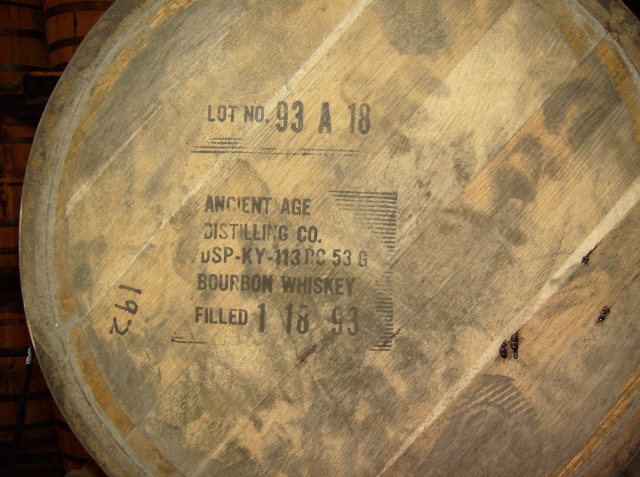 LOT NO. 93 A 18
ANCIENT AGE
DISTILLING CO.
DSP-KY-113 PC 53 G
BOURBON WHISKEY
FILLED 1 18 93
192